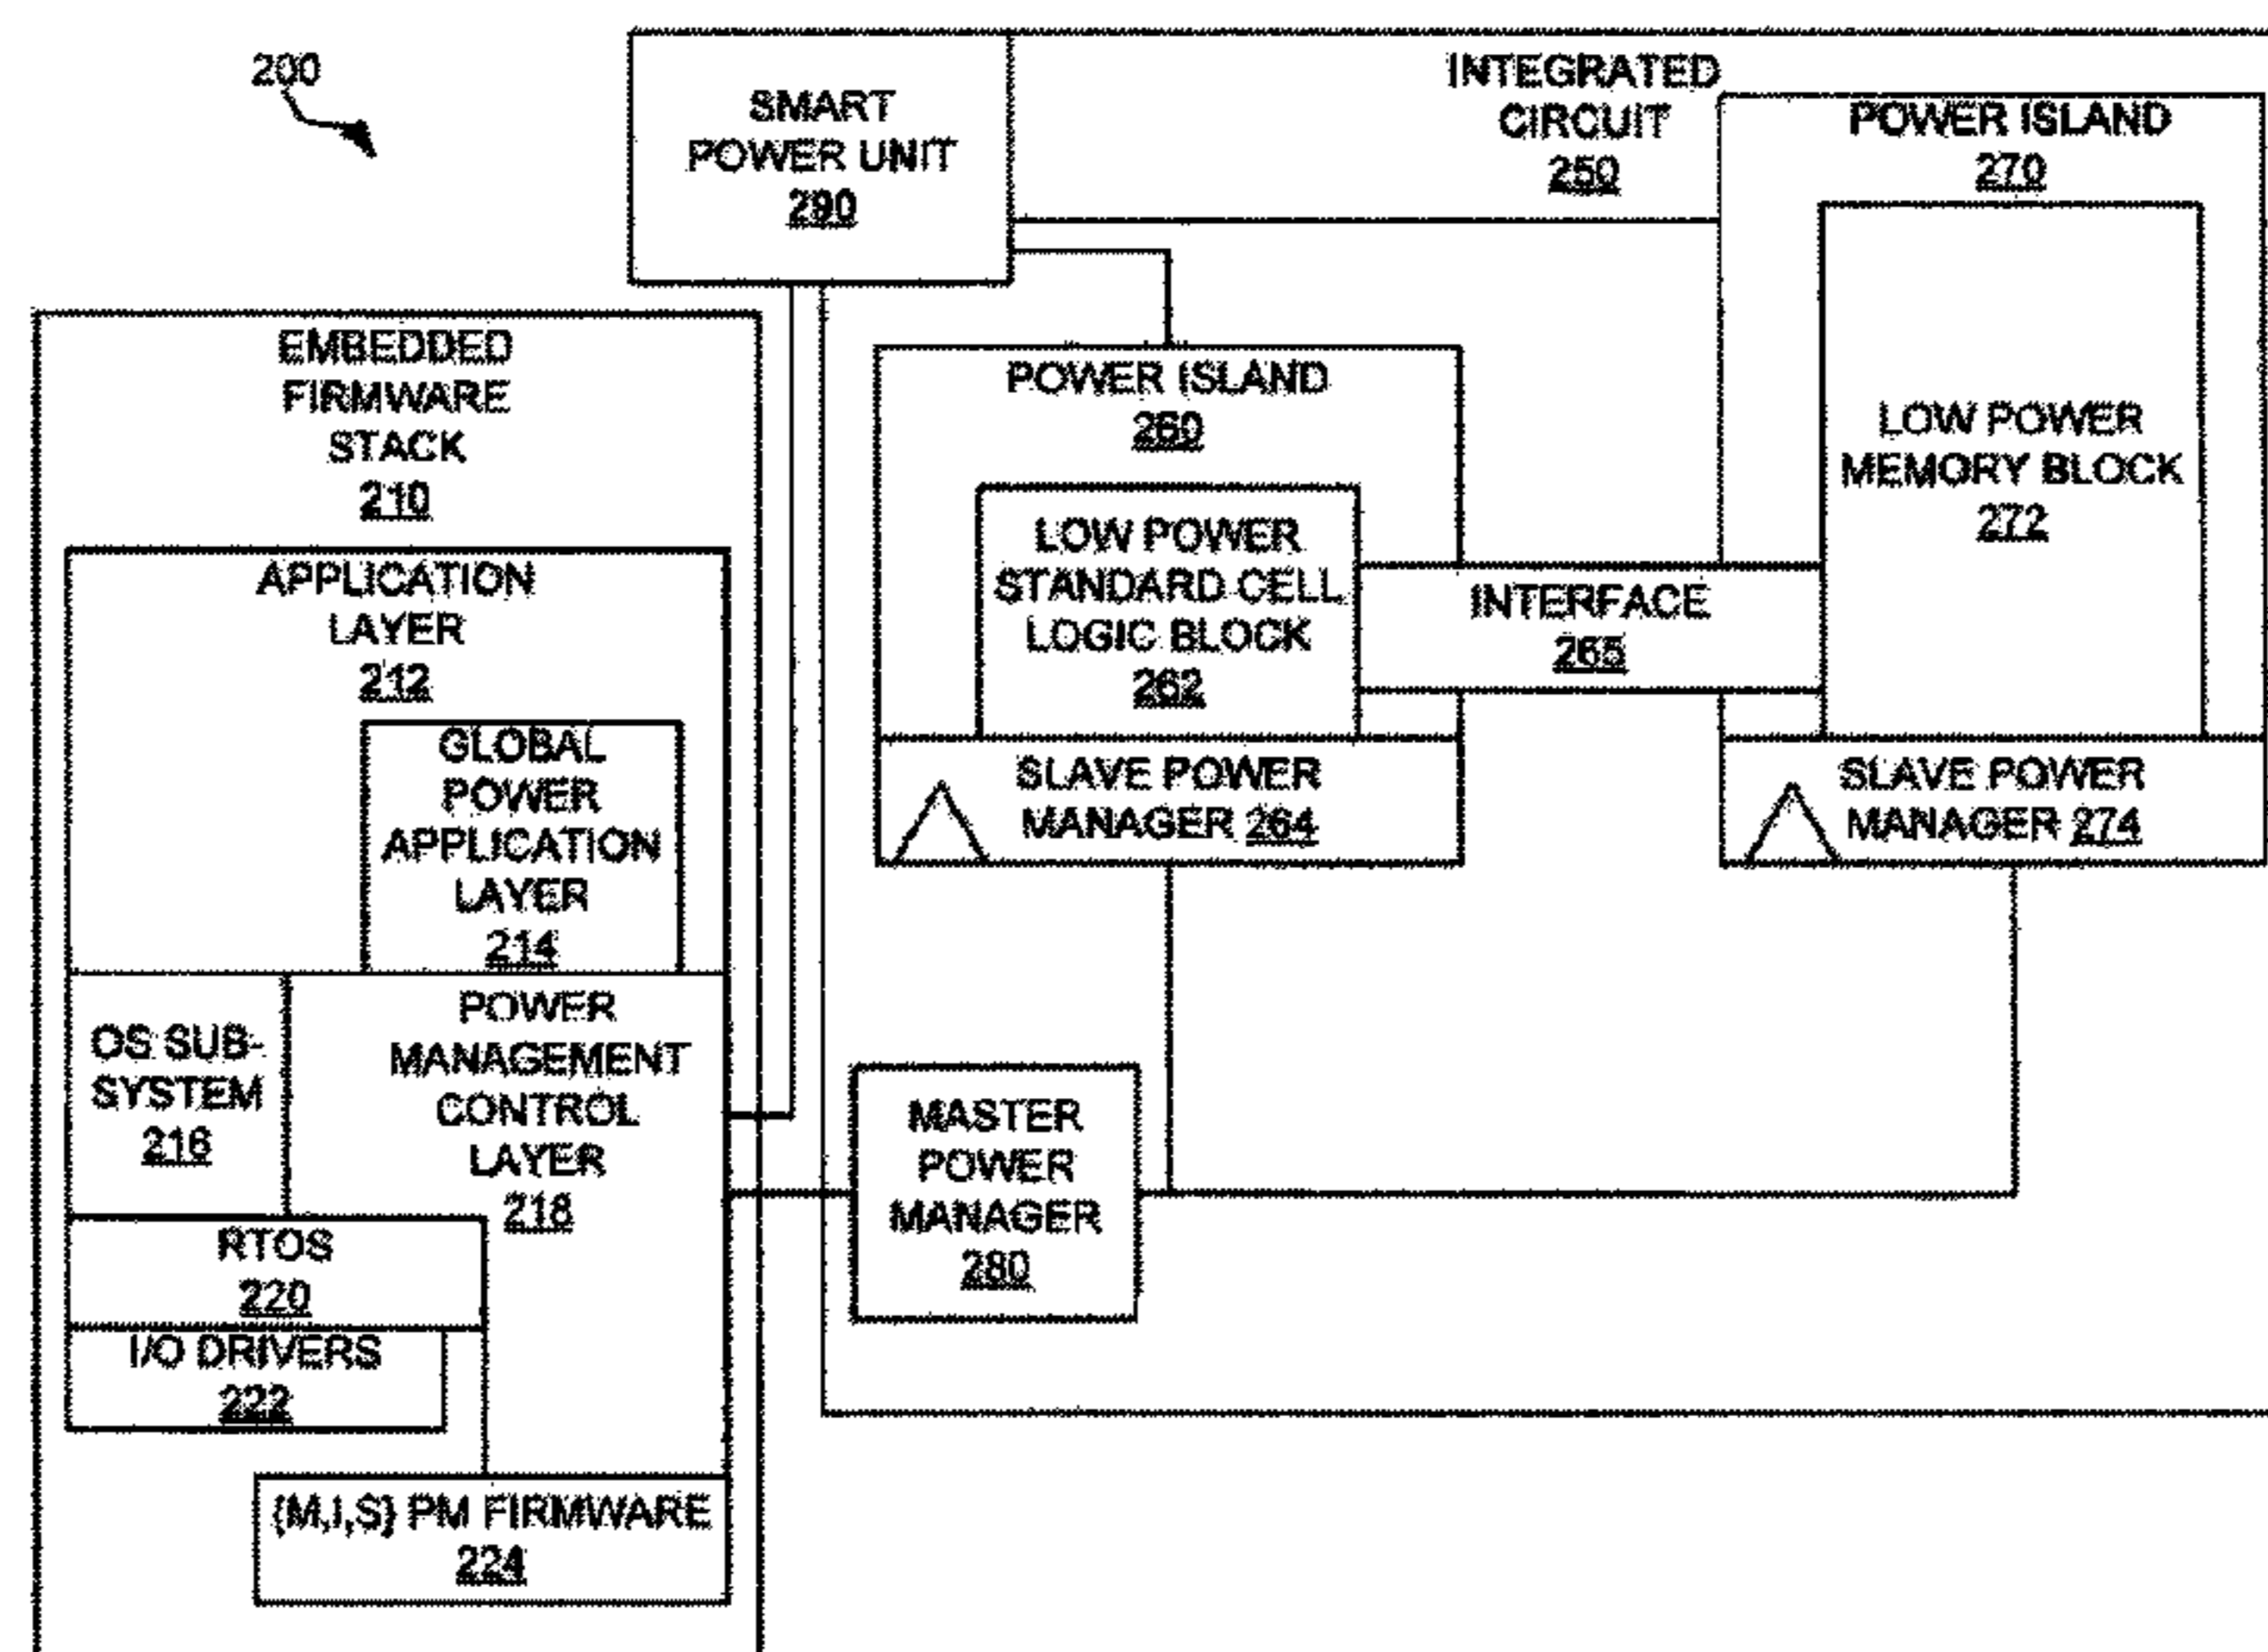 200
SMART
POWER UNIT
290
INTEGRATED
CIRCUIT
250
POWER ISLAND
270
LOW POWER
MEMORY BLOCK
272
POWER ISLAND
260
LOW POWER
STANDARD CELL
LOGIC BLOCK
262
INTERFACE
265
SLAVE POWER
MANAGER 264
SLAVE POWER
MANAGER 274
MASTER
POWER
MANAGER
280
EMBEDDED
FIRMWARE
STACK
210
APPLICATION
LAYER
212
GLOBAL
POWER
APPLICATION
LAYER
214
OS SUB-
SYSTEM
216
POWER
MANAGEMENT
CONTROL
LAYER
218
RTOS
220
I/O DRIVERS
222
{M,I,S} PM FIRMWARE
224